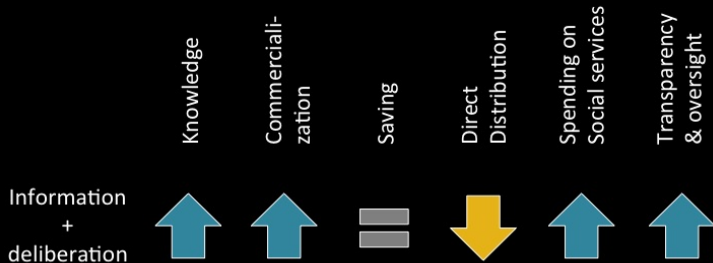 Knowledge
Commerciali-
zation
Saving
Direct
Distribution
Spending on
Social services
Transparency
& oversight
Information
+
deliberation